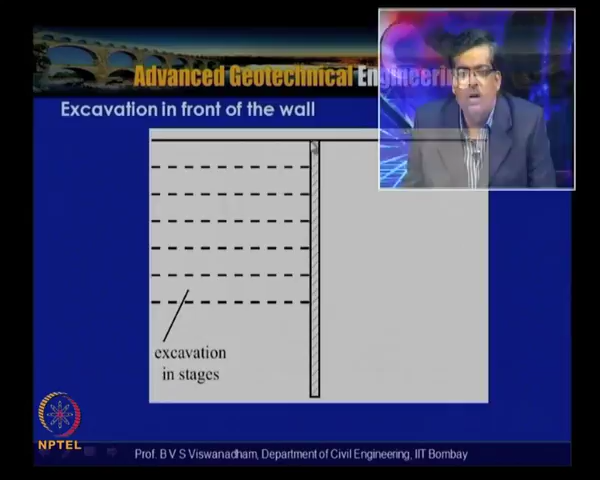 Advanced Geotechnical Engineering
Excavation in front of the wall
excavation
in stages
NPTEL
Prof. B V S Viswanadham, Department of Civil Engineering, IIT Bombay